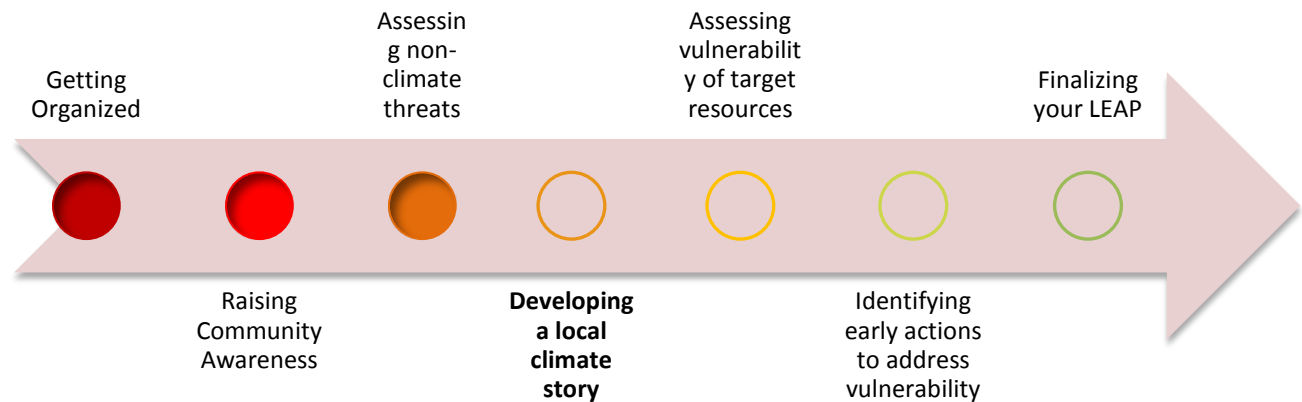 Getting
Organized
Raising
Community
Awareness
Assessin
g non-
climate
threats
Developing
a local
climate
story
Assessing
vulnerabilit
y of target
resources
Identifying
early actions
to address
vulnerability
Finalizing
your LEAP